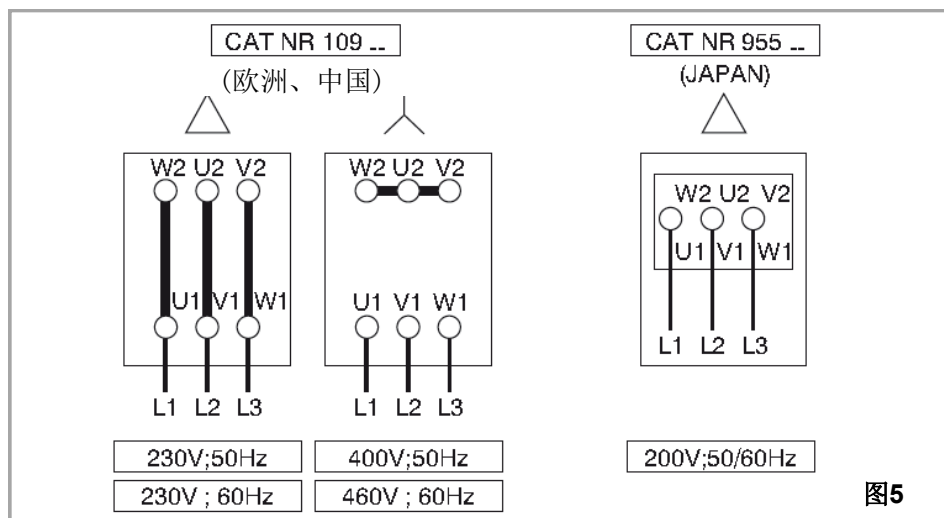 CAT NR 109 --
(欧洲、中国)
W2 U2 V2
U1 V1 W1
L1 L2 L3
230V;50Hz
230V ; 60Hz
W2 U2 V2
U1 V1 W1
L1 L2 L3
400V;50Hz
460V ; 60Hz
CAT NR 955 --
(JAPAN)
W2 U2 V2
U1 V1 W1
L1 L2 L3
200V;50/60Hz
图5